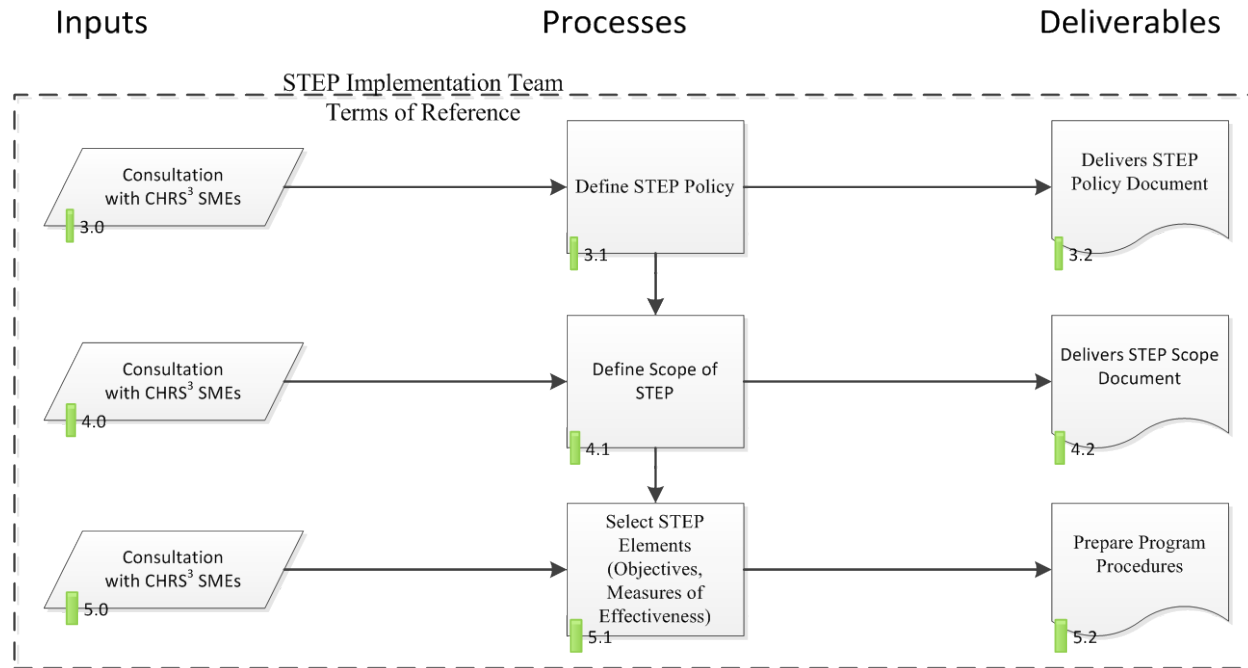 Inputs
Processes
Deliverables
STEP Implementation Team
Terms of Reference
Consultation
with CHRS³ SMEs
3.0
Define STEP Policy
3.1
Delivers STEP
Policy Document
3.2
Consultation
with CHRS³ SMEs
4.0
Define Scope of
STEP
4.1
Delivers STEP Scope
Document
4.2
Consultation
with CHRS³ SMEs
5.0
Select STEP
Elements
(Objectives,
Measures of
Effectiveness)
5.1
Prepare Program
Procedures
5.2